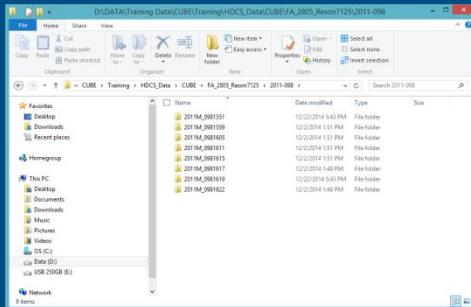 D:\DATA\Training Data\CUBE\Training\HDCS_Data\CUBE\FA_2805_Reson7125\2011-098
File Home Share View
Copy Paste Cut Copy path Paste shortcut Move to Copy to Delete Rename New folder New item Easy access Properties Open Edit History Select all Select none Invert selection
Clipboard Organize New Open Select
« CUBE › Training › HDCS_Data › CUBE › FA_2805_Reson7125 › 2011-098 › Search 2011-098
Favorites
Desktop
Downloads
Recent places
Homegroup
This PC
Desktop
Documents
Downloads
Music
Pictures
Videos
OS (C:)
Data (D:)
USB 250GB (E:)
Network
Name Date modified Type Size
2011M_0981551 12/22/2014 5:43 PM File folder
2011M_0981559 12/2/2014 1:51 PM File folder
2011M_0981605 12/2/2014 1:51 PM File folder
2011M_0981611 12/2/2014 1:51 PM File folder
2011M_0981615 12/2/2014 1:51 PM File folder
2011M_0981617 12/2/2014 1:48 PM File folder
2011M_0981619 12/22/2014 5:43 PM File folder
2011M_0981622 12/2/2014 1:48 PM File folder
8 items